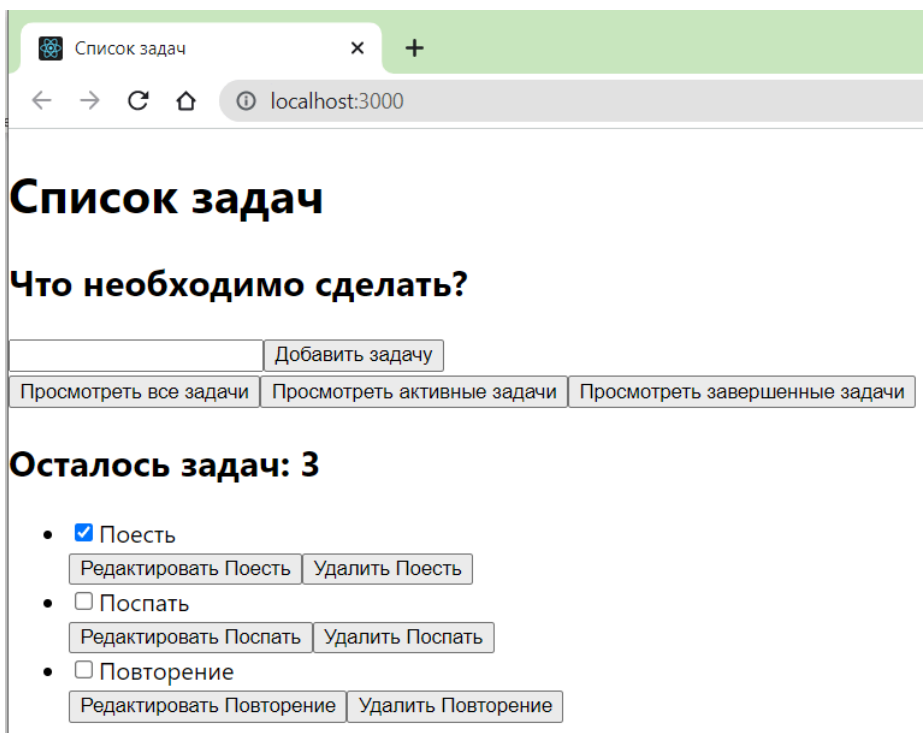 Список задач
localhost:3000
Список задач
Что необходимо сделать?
Добавить задачу
Просмотреть все задачи Просмотреть активные задачи Просмотреть завершенные задачи
Осталось задач: 3
Поесть
Редактировать Поесть Удалить Поесть
Поспать
Редактировать Поспать Удалить Поспать
Повторение
Редактировать Повторение Удалить Повторение